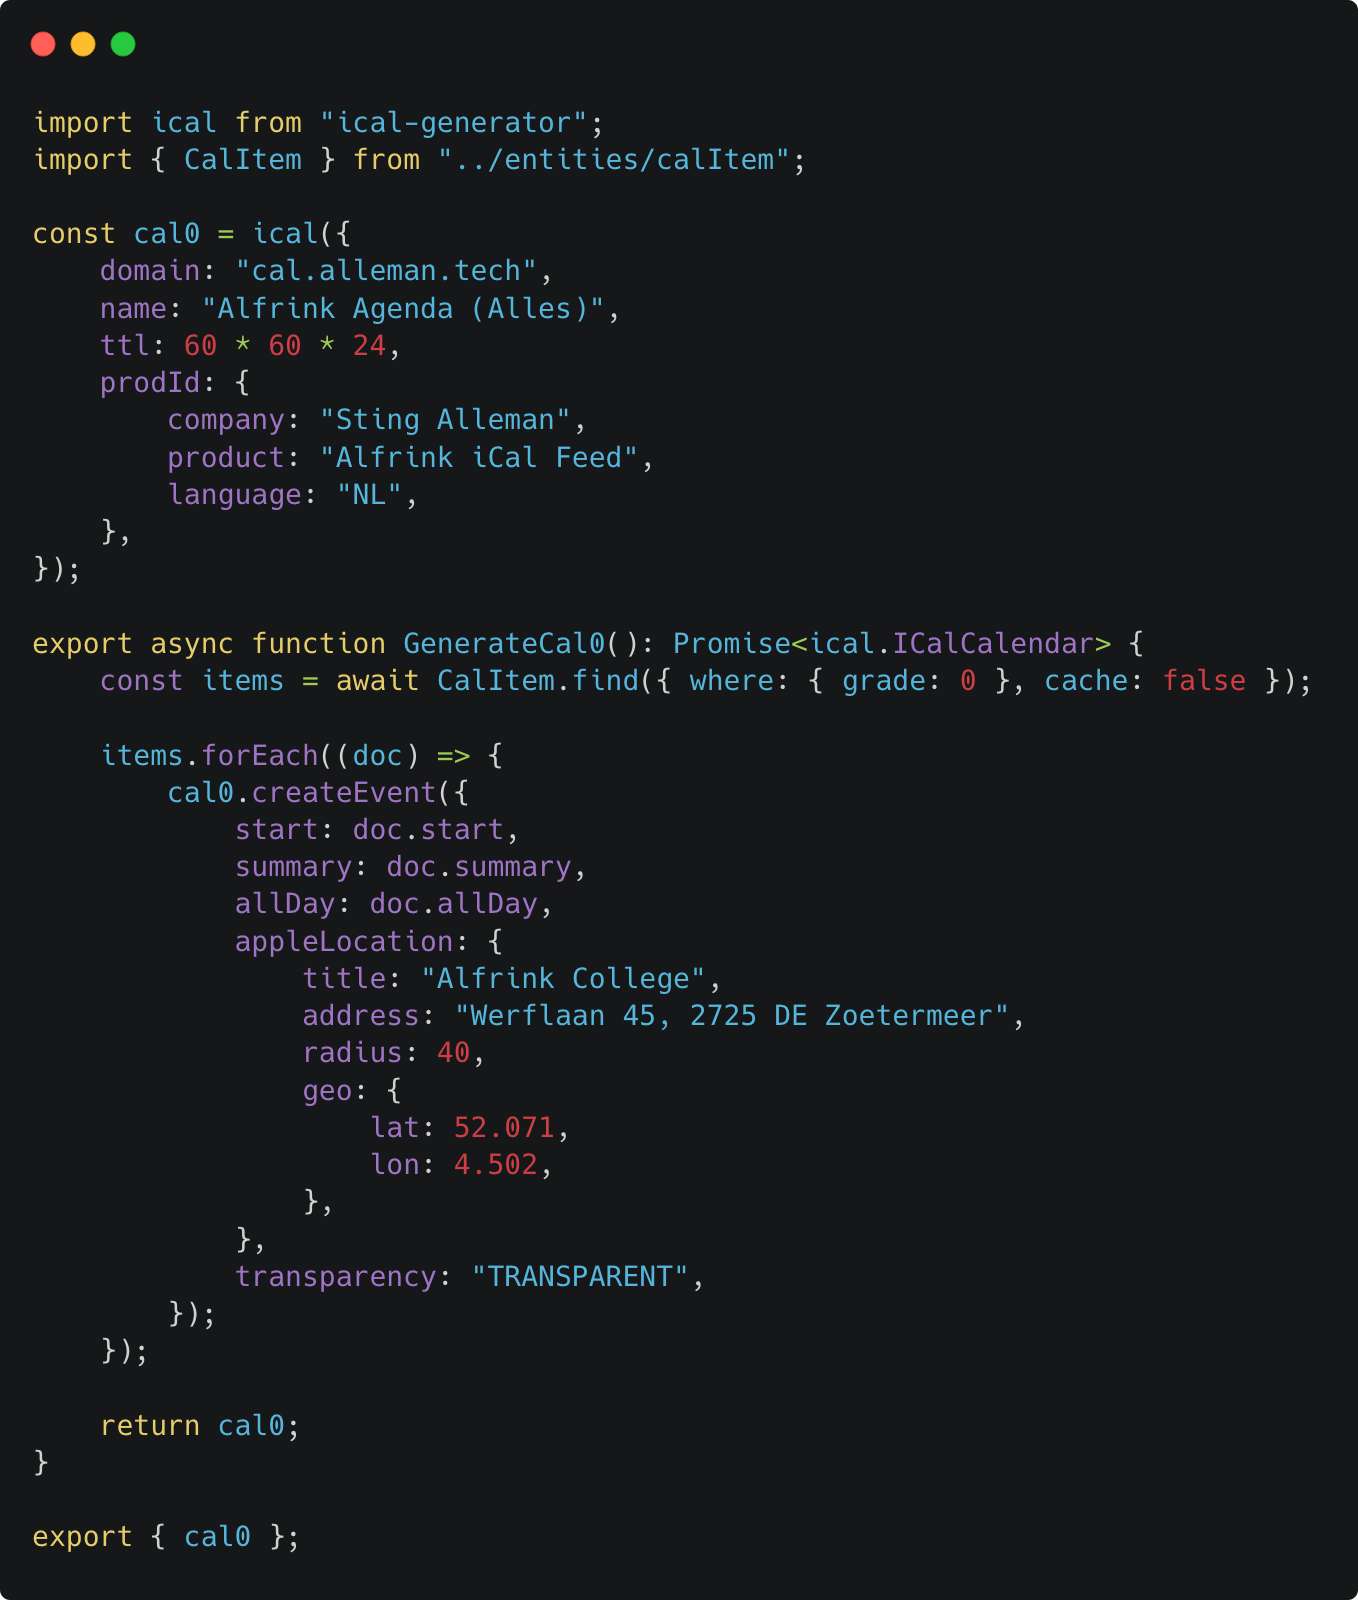 import ical from "ical-generator";
import { CalItem } from "../entities/calItem";

const cal0 = ical({
    domain: "cal.alleman.tech",
    name: "Alfrink Agenda (Alles)",
    ttl: 60 * 60 * 24,
    prodId: {
        company: "Sting Alleman",
        product: "Alfrink iCal Feed",
        language: "NL",
    },
});

export async function GenerateCal0(): Promise<ical.ICalCalendar> {
    const items = await CalItem.find({ where: { grade: 0 }, cache: false });

    items.forEach((doc) => {
        cal0.createEvent({
            start: doc.start,
            summary: doc.summary,
            allDay: doc.allDay,
            appleLocation: {
                title: "Alfrink College",
                address: "Werflaan 45, 2725 DE Zoetermeer",
                radius: 40,
                geo: {
                    lat: 52.071,
                    lon: 4.502,
                },
            },
            transparency: "TRANSPARENT",
        });
    });

    return cal0;
}

export { cal0 };